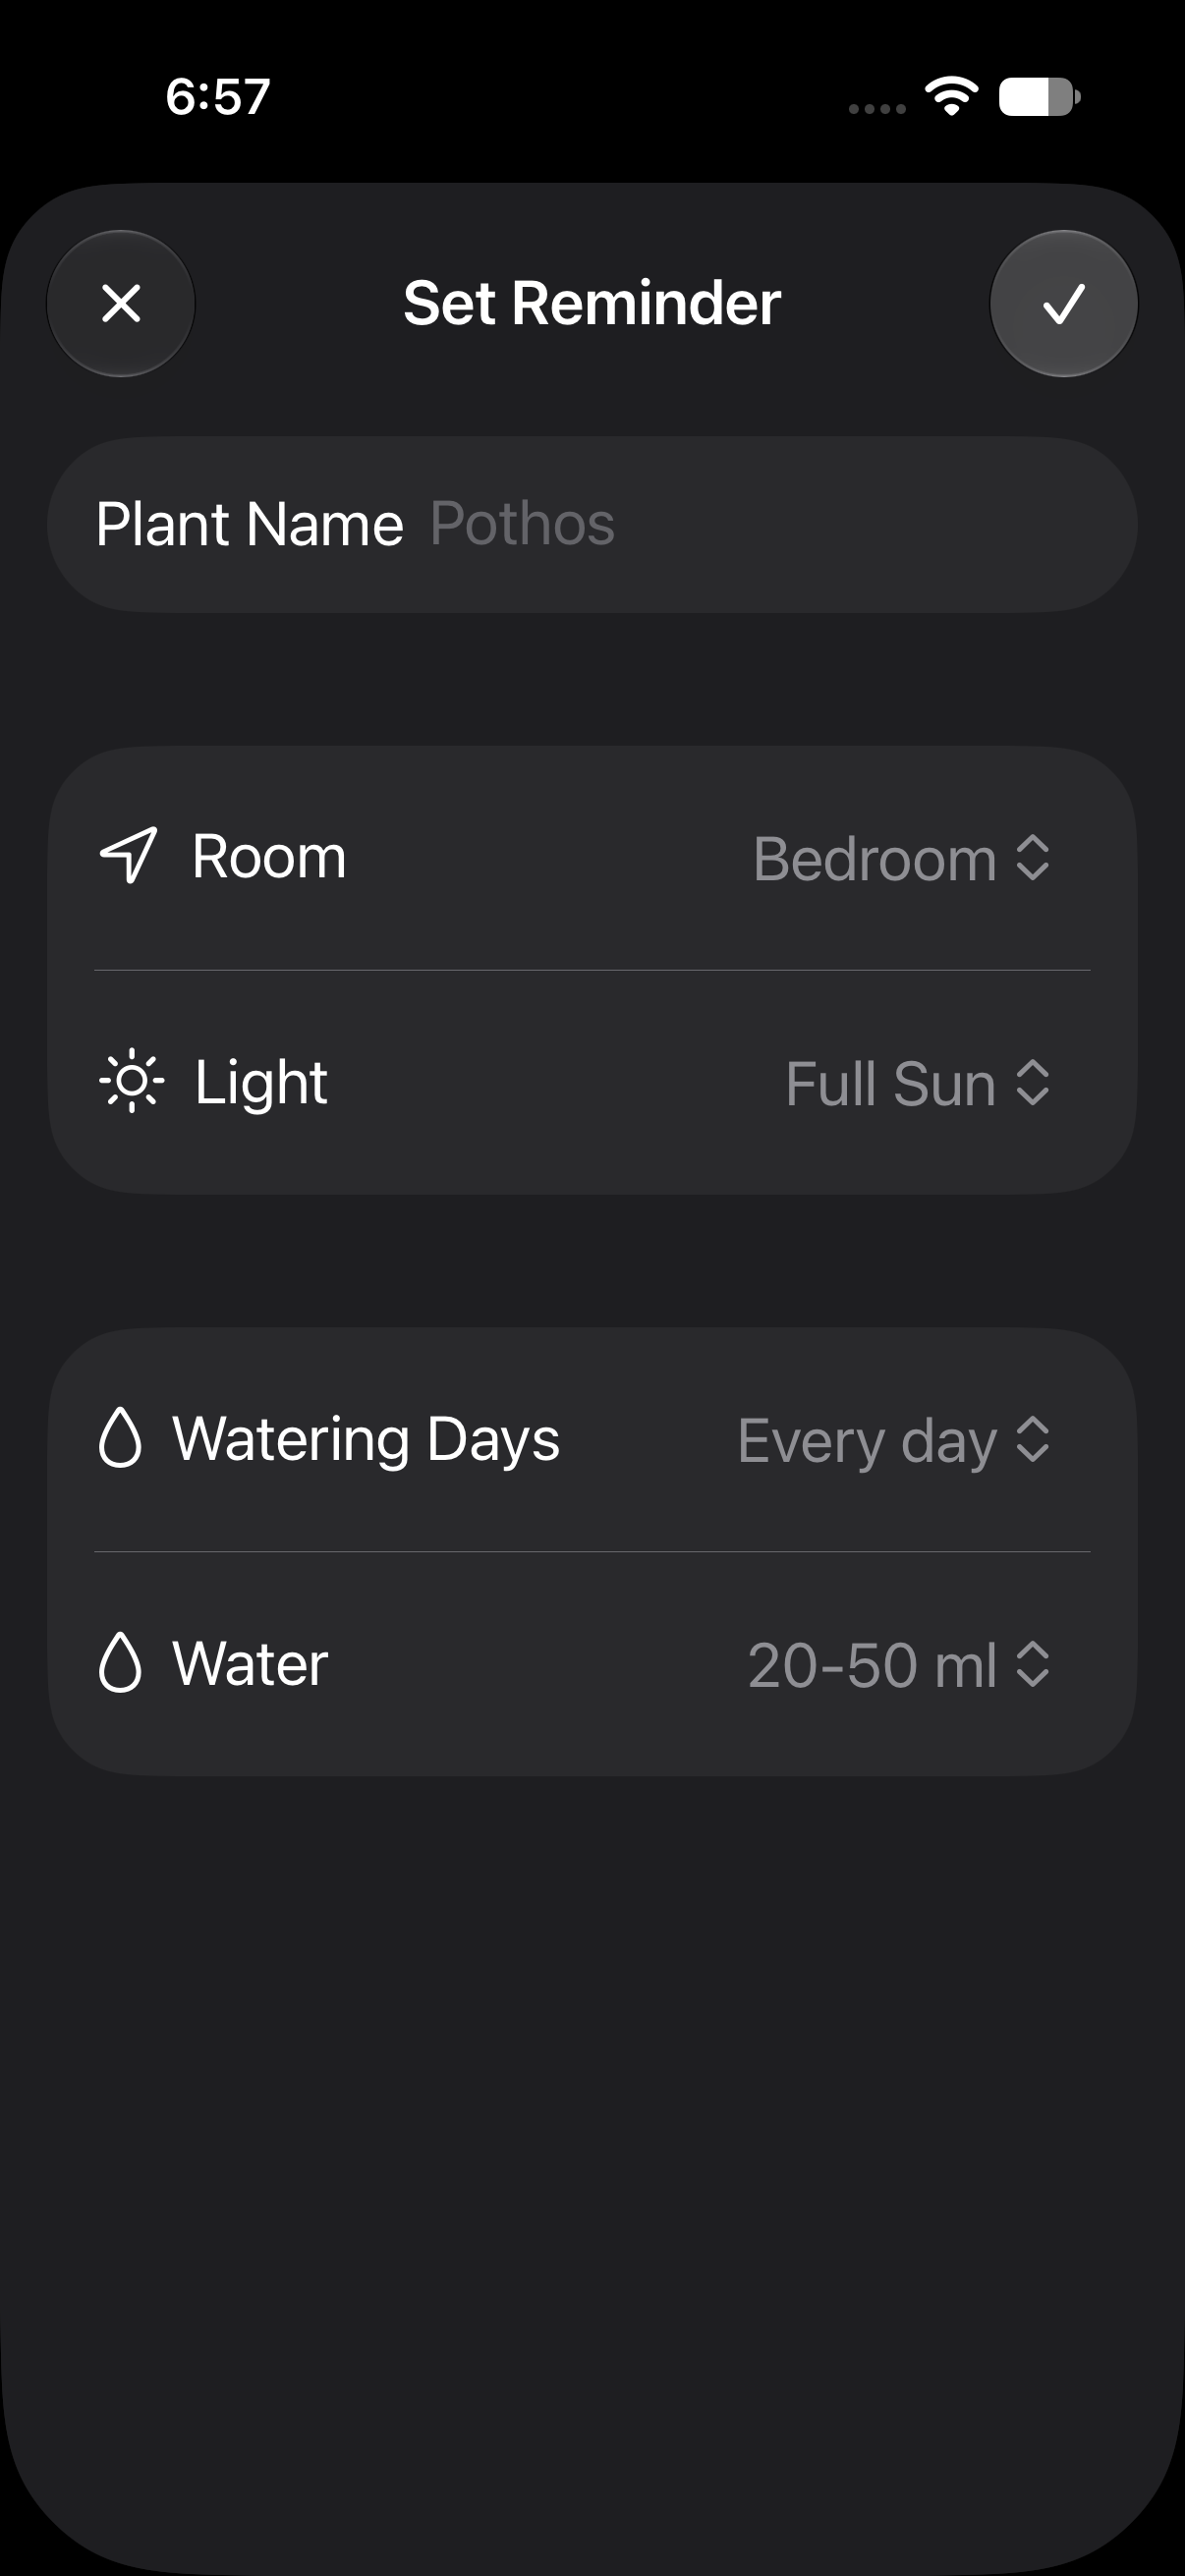 6:57
Set Reminder
Plant Name Pothos
Room Bedroom
Light Full Sun
Watering Days Every day
Water 20-50 ml